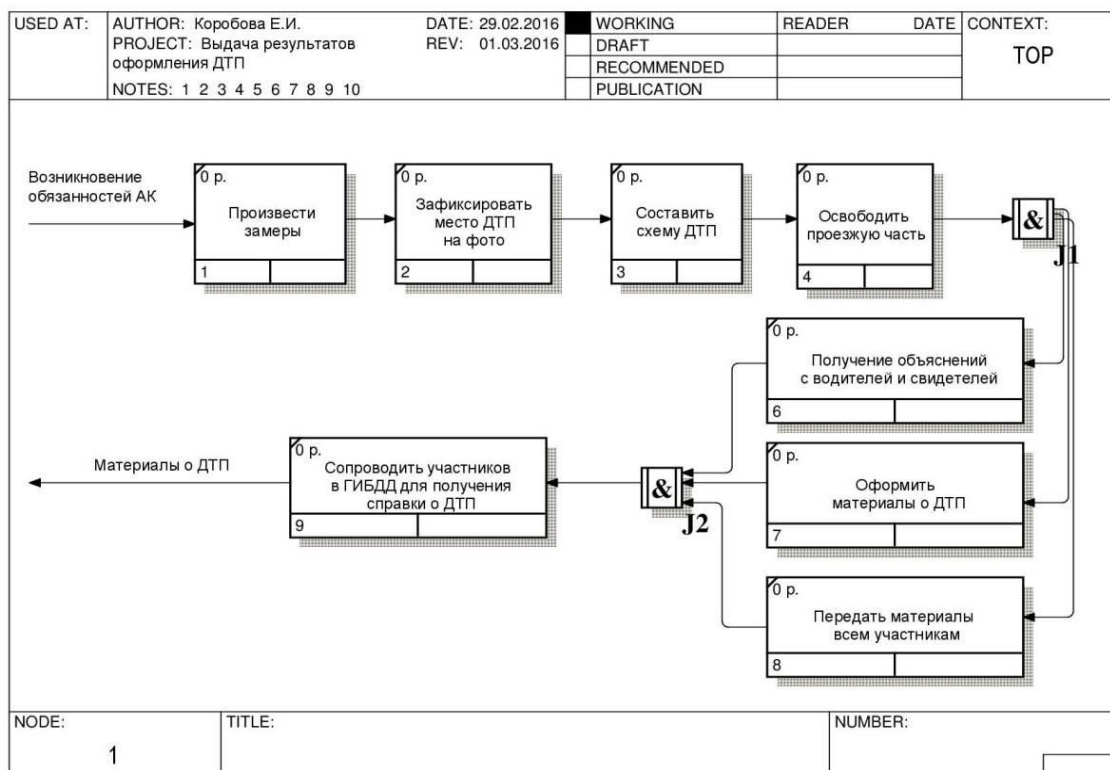 USED AT:
AUTHOR: Коробова Е.И.
DATE: 29.02.2016
PROJECT: Выдача результатов
REV: 01.03.2016
оформления ДТП
NOTES: 1 2 3 4 5 6 7 8 9 10
WORKING
DRAFT
RECOMMENDED
PUBLICATION
READER DATE
CONTEXT:
TOP
Возникновение
обязанностей АК
0 р.
Произвести
замеры
1
0 р.
Зафиксировать
место ДТП
на фото
2
0 р.
Составить
схему ДТП
3
0 р.
Освободить
проезжую часть
4
&
J1
0 р.
Получение объяснений
с водителей и свидетелей
6
0 р.
Оформить
материалы о ДТП
7
0 р.
Передать материалы
всем участникам
8
&
J2
0 р.
Сопроводить участников
в ГИБДД для получения
справки о ДТП
9
Материалы о ДТП
NODE:
1
TITLE:
NUMBER: